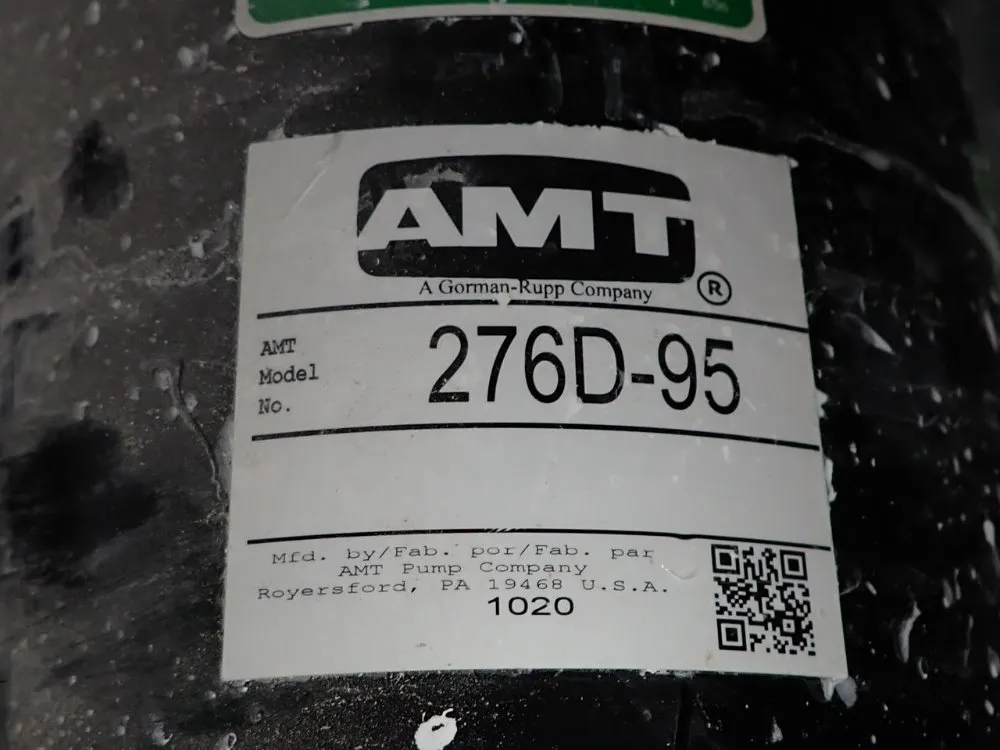 AMT
A Gorman-Rupp Company ®
AMT
Model
No.
276D-95
Mfd. by/Fab. por/Fab. par
AMT Pump Company
Royersford, PA 19468 U.S.A.
1020